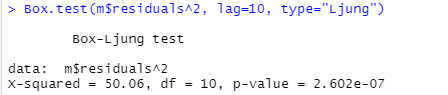 > Box.test(m$residuals^2, lag=10, type="Ljung")
Box-Ljung test
data: m$residuals^2
X-squared = 50.06, df = 10, p-value = 2.602e-07